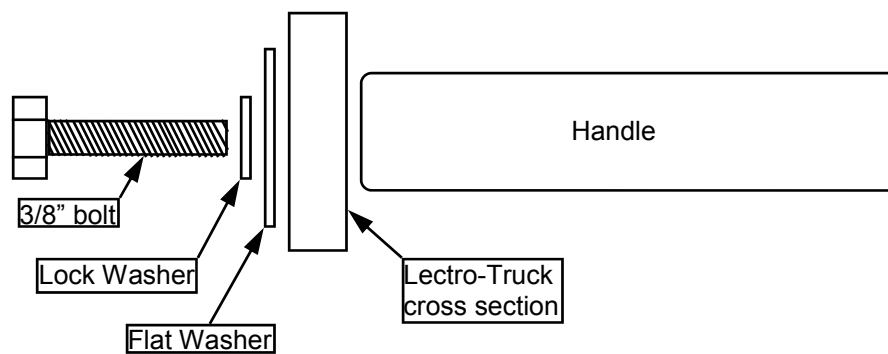 Handle
3/8” bolt
Lock Washer
Lectro-Truck
cross section
Flat Washer